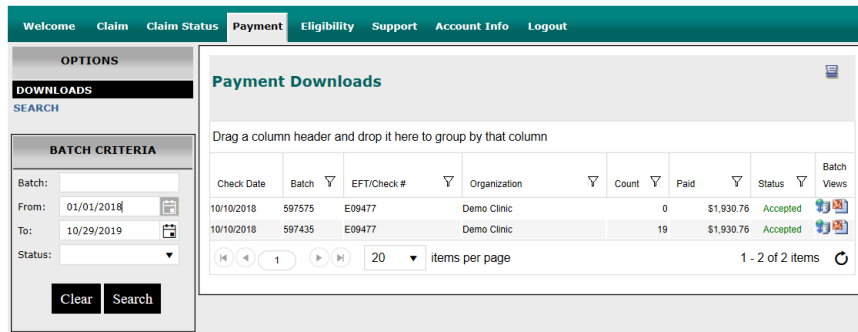 Welcome Claim Claim Status Payment Eligibility Support Account Info Logout
OPTIONS
DOWNLOADS
SEARCH
BATCH CRITERIA
Batch:
From: 01/01/2018
To: 10/29/2019
Status:
Clear Search
Payment Downloads
Drag a column header and drop it here to group by that column
Check Date Batch EFT/Check # Organization Count Paid Status Batch Views
10/10/2018 597575 E09477 Demo Clinic 0 $1,930.76 Accepted
10/10/2018 597435 E09477 Demo Clinic 19 $1,930.76 Accepted
1 20 items per page 1 - 2 of 2 items